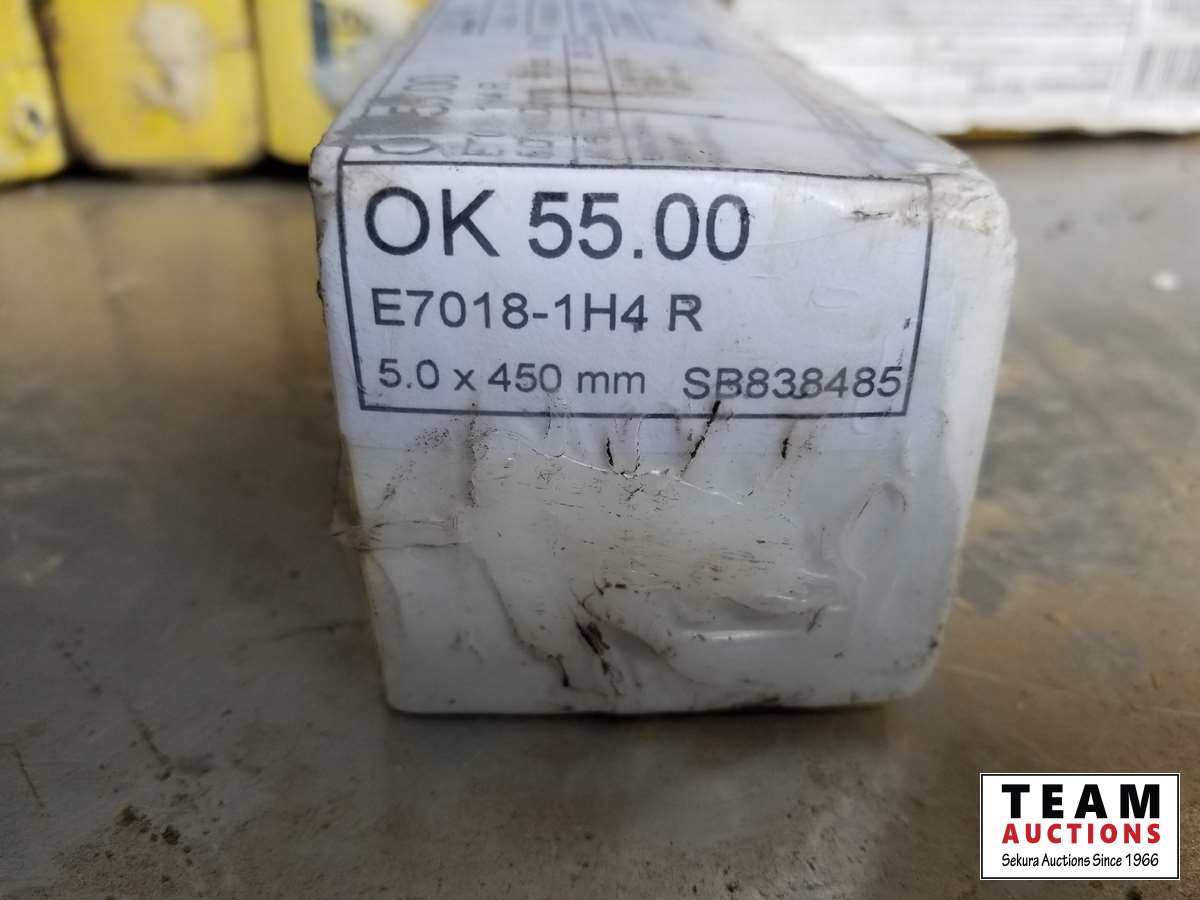 OK 55.00
E7018-1H4 R
5.0 x 450 mm SB838485
TEAM
AUCTIONS
Sekura Auctions Since 1966